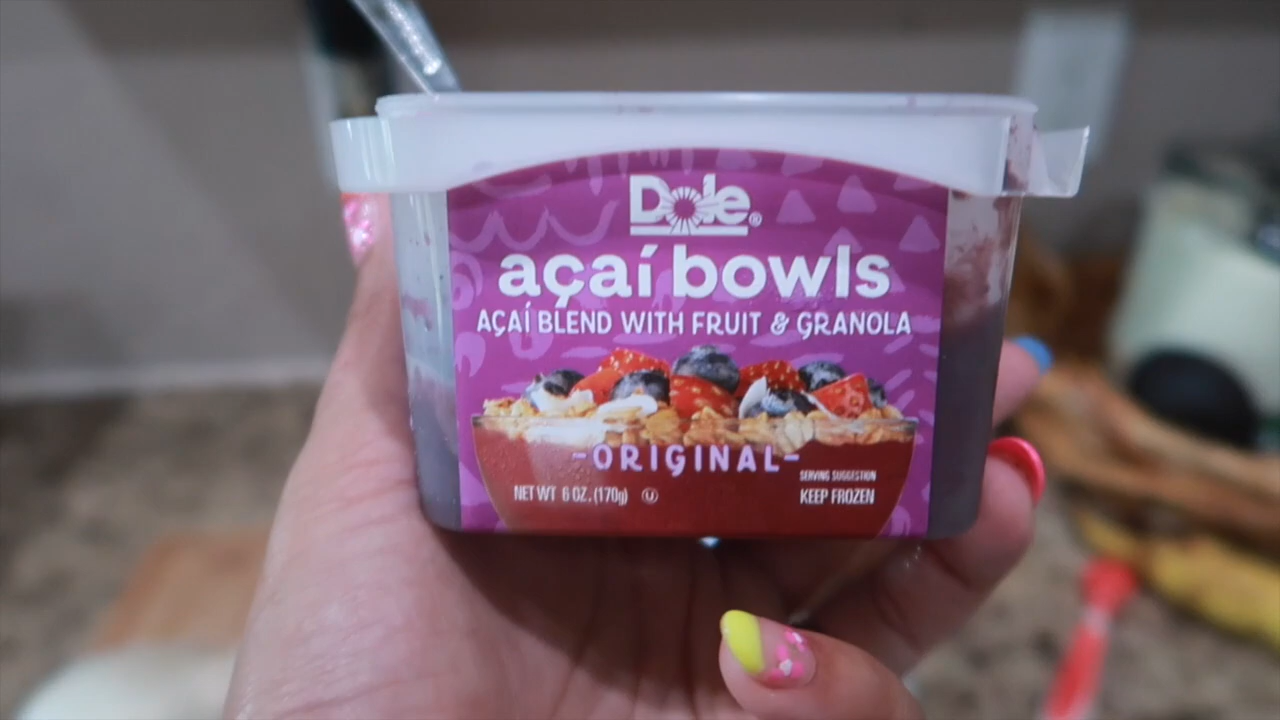 Dole®
açaí bowls
AÇAÍ BLEND WITH FRUIT & GRANOLA
-ORIGINAL-
SERVING SUGGESTION
NET WT 6 OZ. (170g) Ⓤ
KEEP FROZEN